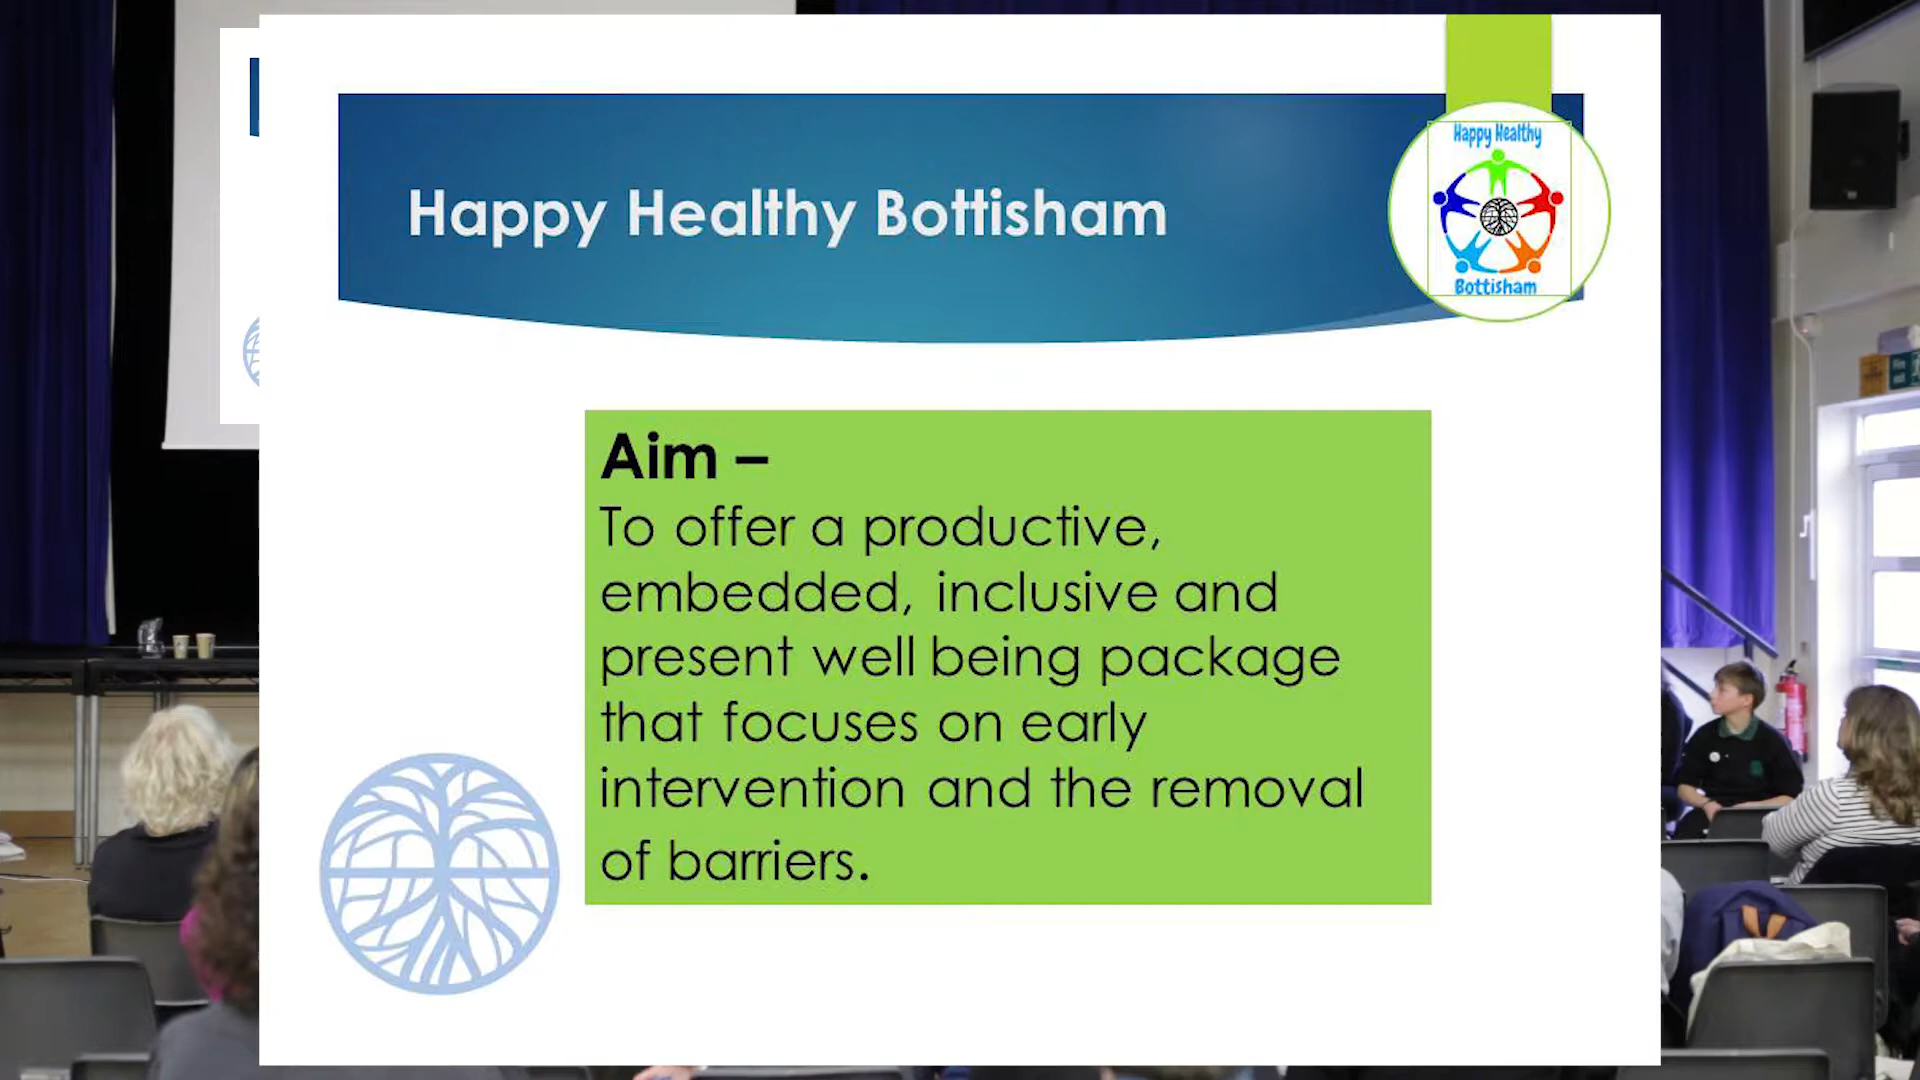 Happy Healthy Bottisham
Happy Healthy
Bottisham
Aim –
To offer a productive,
embedded, inclusive and
present well being package
that focuses on early
intervention and the removal
of barriers.